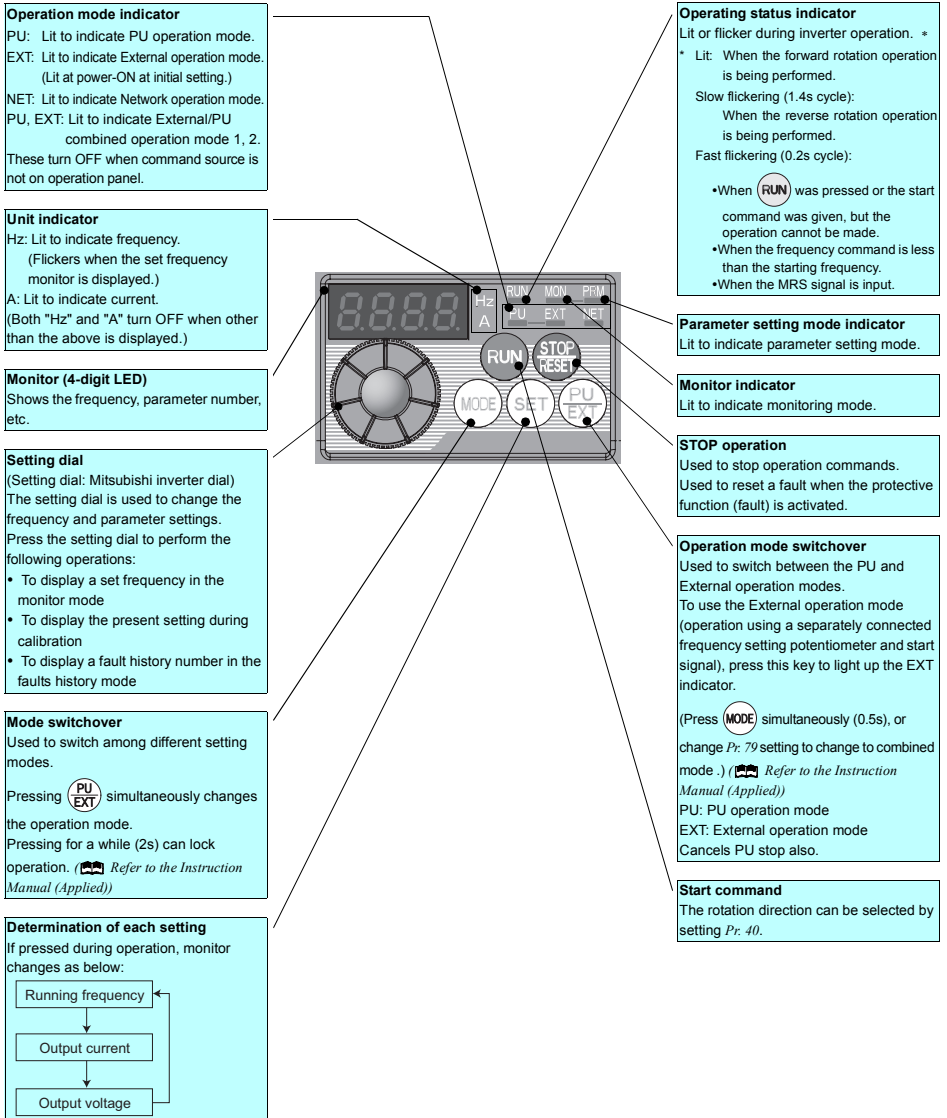 Operation mode indicator
PU: Lit to indicate PU operation mode.
EXT: Lit to indicate External operation mode.
(Lit at power-ON at initial setting.)
NET: Lit to indicate Network operation mode.
PU, EXT: Lit to indicate External/PU
combined operation mode 1, 2.
These turn OFF when command source is
not on operation panel.
Unit indicator
Hz: Lit to indicate frequency.
(Flickers when the set frequency
monitor is displayed.)
A: Lit to indicate current.
(Both "Hz" and "A" turn OFF when other
than the above is displayed.)
Monitor (4-digit LED)
Shows the frequency, parameter number,
etc.
Setting dial
(Setting dial: Mitsubishi inverter dial)
The setting dial is used to change the
frequency and parameter settings.
Press the setting dial to perform the
following operations:
• To display a set frequency in the
monitor mode
• To display the present setting during
calibration
• To display a fault history number in the
faults history mode
Mode switchover
Used to switch among different setting
modes.
Pressing PU EXT simultaneously changes
the operation mode.
Pressing for a while (2s) can lock
operation. ( Refer to the Instruction
Manual (Applied))
Determination of each setting
If pressed during operation, monitor
changes as below:
Running frequency
Output current
Output voltage
8.8.8.8
Hz
A
RUN MON PRM
PU EXT NET
RUN
STOP
RESET
MODE
SET
PU
EXT
Operating status indicator
Lit or flicker during inverter operation. *
* Lit: When the forward rotation operation
is being performed.
Slow flickering (1.4s cycle):
When the reverse rotation operation
is being performed.
Fast flickering (0.2s cycle):
•When RUN was pressed or the start
command was given, but the
operation cannot be made.
•When the frequency command is less
than the starting frequency.
•When the MRS signal is input.
Parameter setting mode indicator
Lit to indicate parameter setting mode.
Monitor indicator
Lit to indicate monitoring mode.
STOP operation
Used to stop operation commands.
Used to reset a fault when the protective
function (fault) is activated.
Operation mode switchover
Used to switch between the PU and
External operation modes.
To use the External operation mode
(operation using a separately connected
frequency setting potentiometer and start
signal), press this key to light up the EXT
indicator.
(Press MODE simultaneously (0.5s), or
change Pr. 79 setting to change to combined
mode .) ( Refer to the Instruction
Manual (Applied))
PU: PU operation mode
EXT: External operation mode
Cancels PU stop also.
Start command
The rotation direction can be selected by
setting Pr. 40.